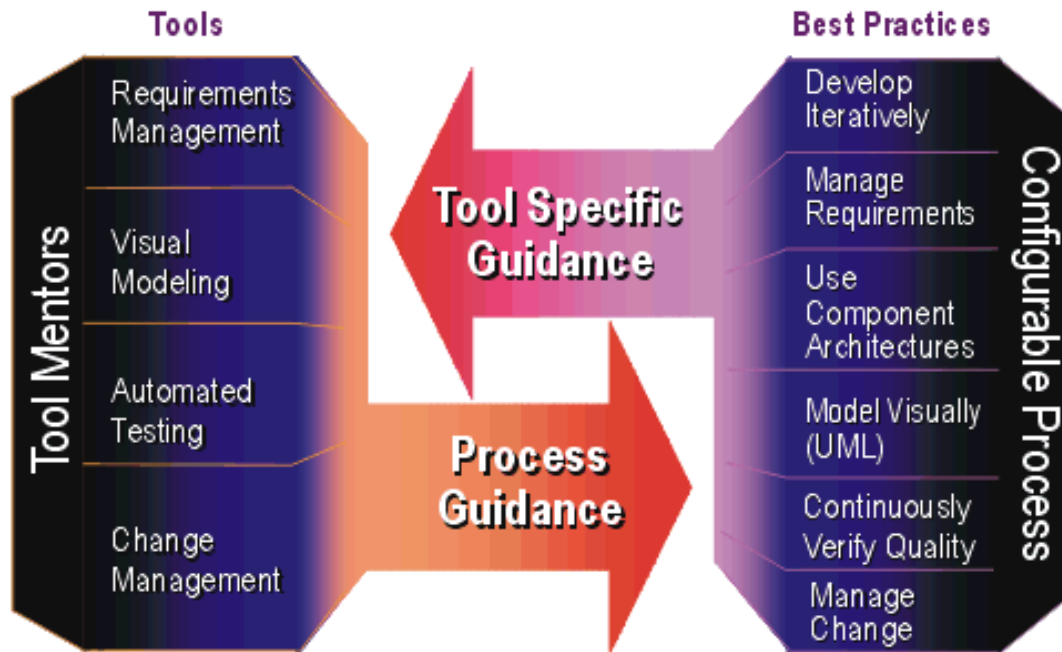 Tools
Best Practices
Tool Mentors
Requirements
Management
Visual
Modeling
Automated
Testing
Change
Management
Tool Specific
Guidance
Process
Guidance
Develop
Iteratively
Manage
Requirements
Use
Component
Architectures
Model Visually
(UML)
Continuously
Verify Quality
Manage
Change
Configurable Process